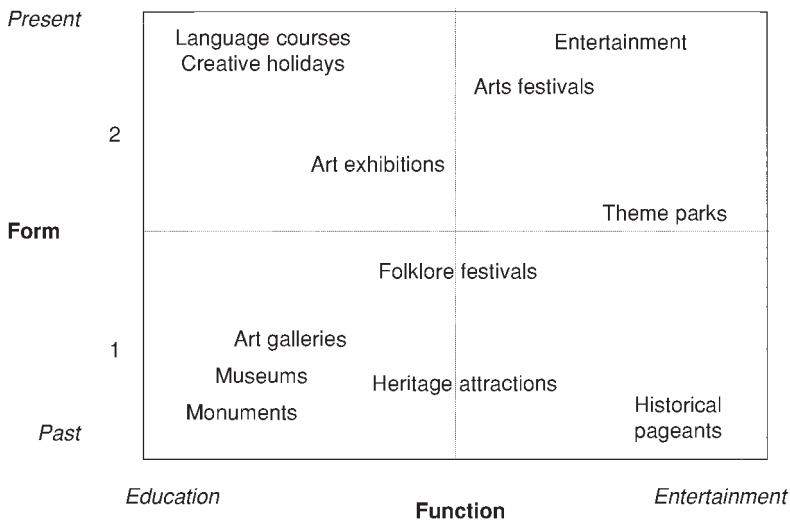 Present
Language courses
Creative holidays
Entertainment
Arts festivals
2
Art exhibitions
Theme parks
Form
Folklore festivals
Art galleries
1
Museums
Heritage attractions
Monuments
Historical
pageants
Past
Education
Function
Entertainment